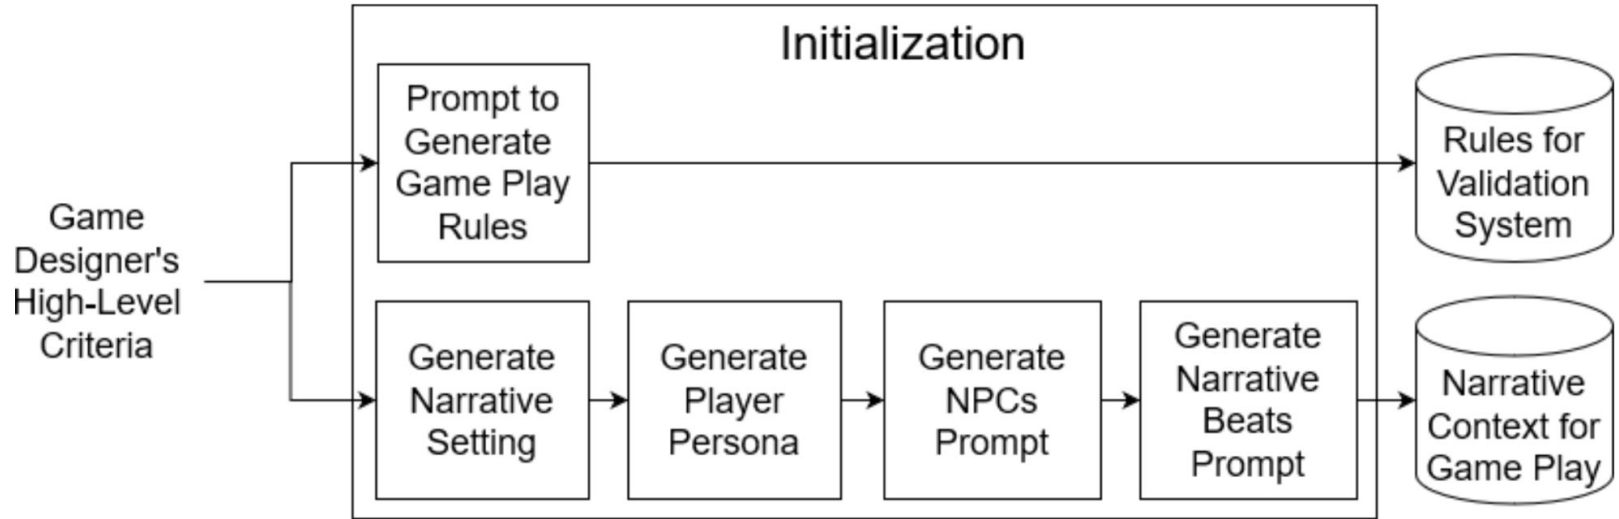 Initialization
Prompt to
Generate
Game Play
Rules
Rules for
Validation
System
Game
Designer's
High-Level
Criteria
Generate
Narrative
Setting
Generate
Player
Persona
Generate
NPCs
Prompt
Generate
Narrative
Beats
Prompt
Narrative
Context for
Game Play